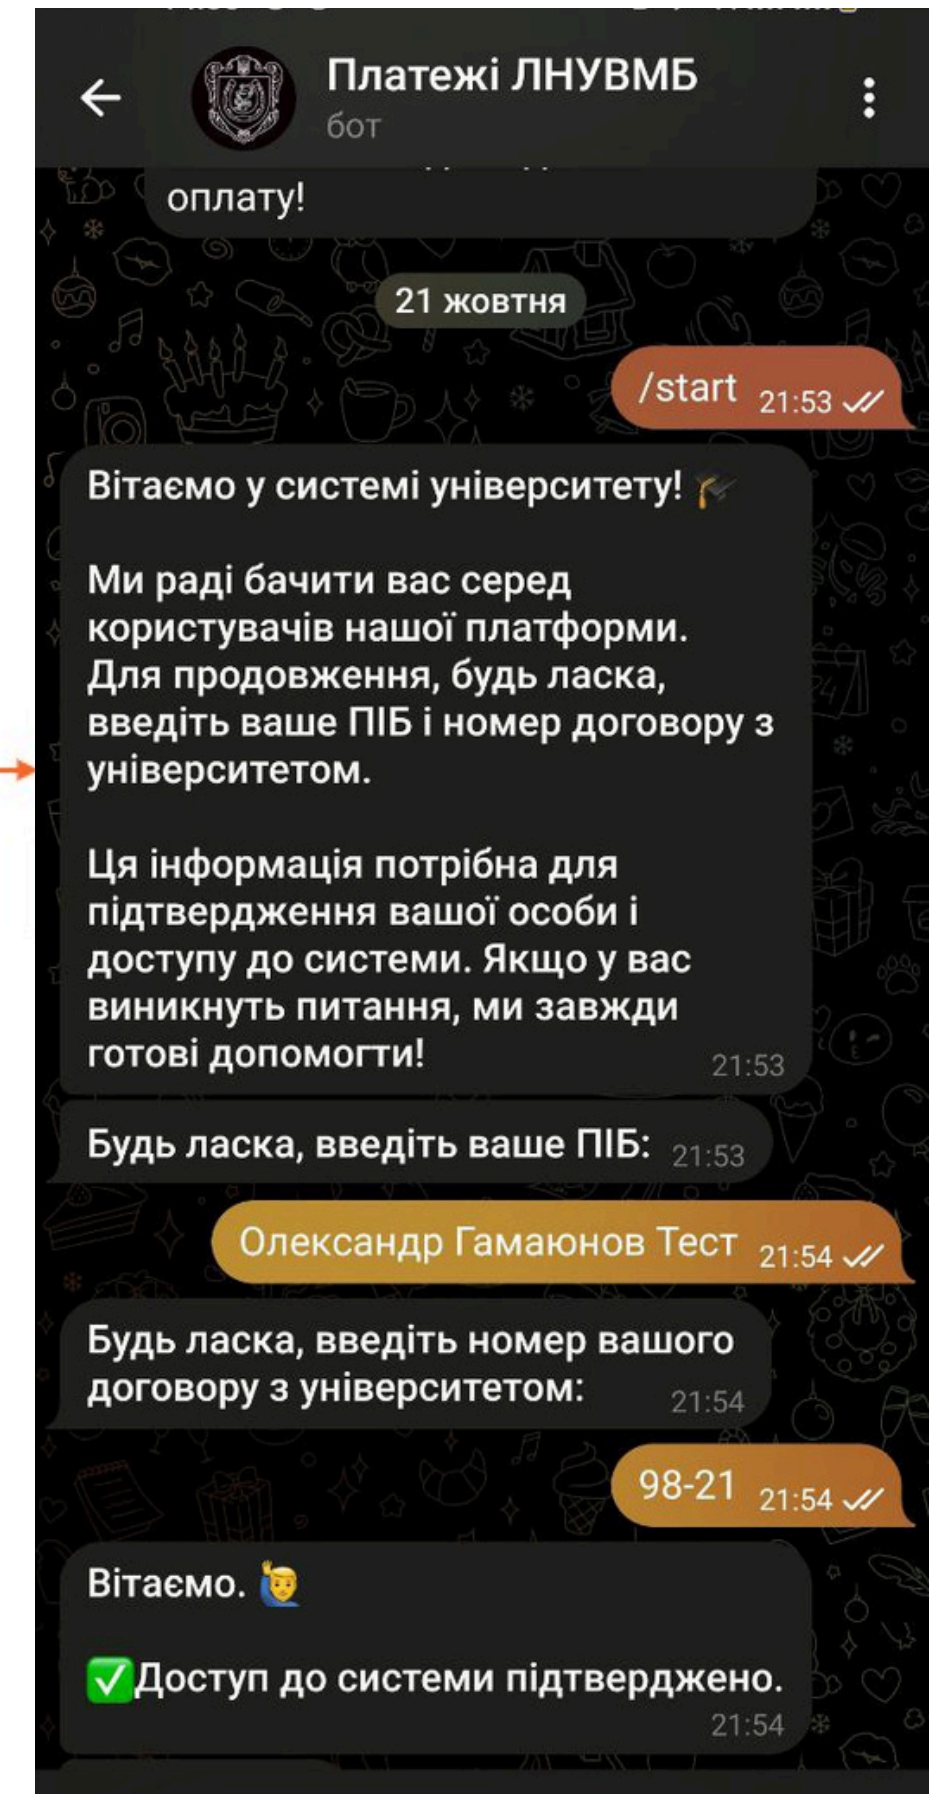 Платежі ЛНУВМБ
бот
оплату!
21 жовтня
/start 21:53
Вітаємо у системі університету!
Ми раді бачити вас серед
користувачів нашої платформи.
Для продовження, будь ласка,
введіть ваше ПІБ і номер договору з
університетом.
Ця інформація потрібна для
підтвердження вашої особи і
доступу до системи. Якщо у вас
виникнуть питання, ми завжди
готові допомогти!
21:53
Будь ласка, введіть ваше ПІБ: 21:53
Олександр Гамаюнов Тест 21:54
Будь ласка, введіть номер вашого
договору з університетом: 21:54
98-21 21:54
Вітаємо. 🙋‍♂️
✅Доступ до системи підтверджено.
21:54